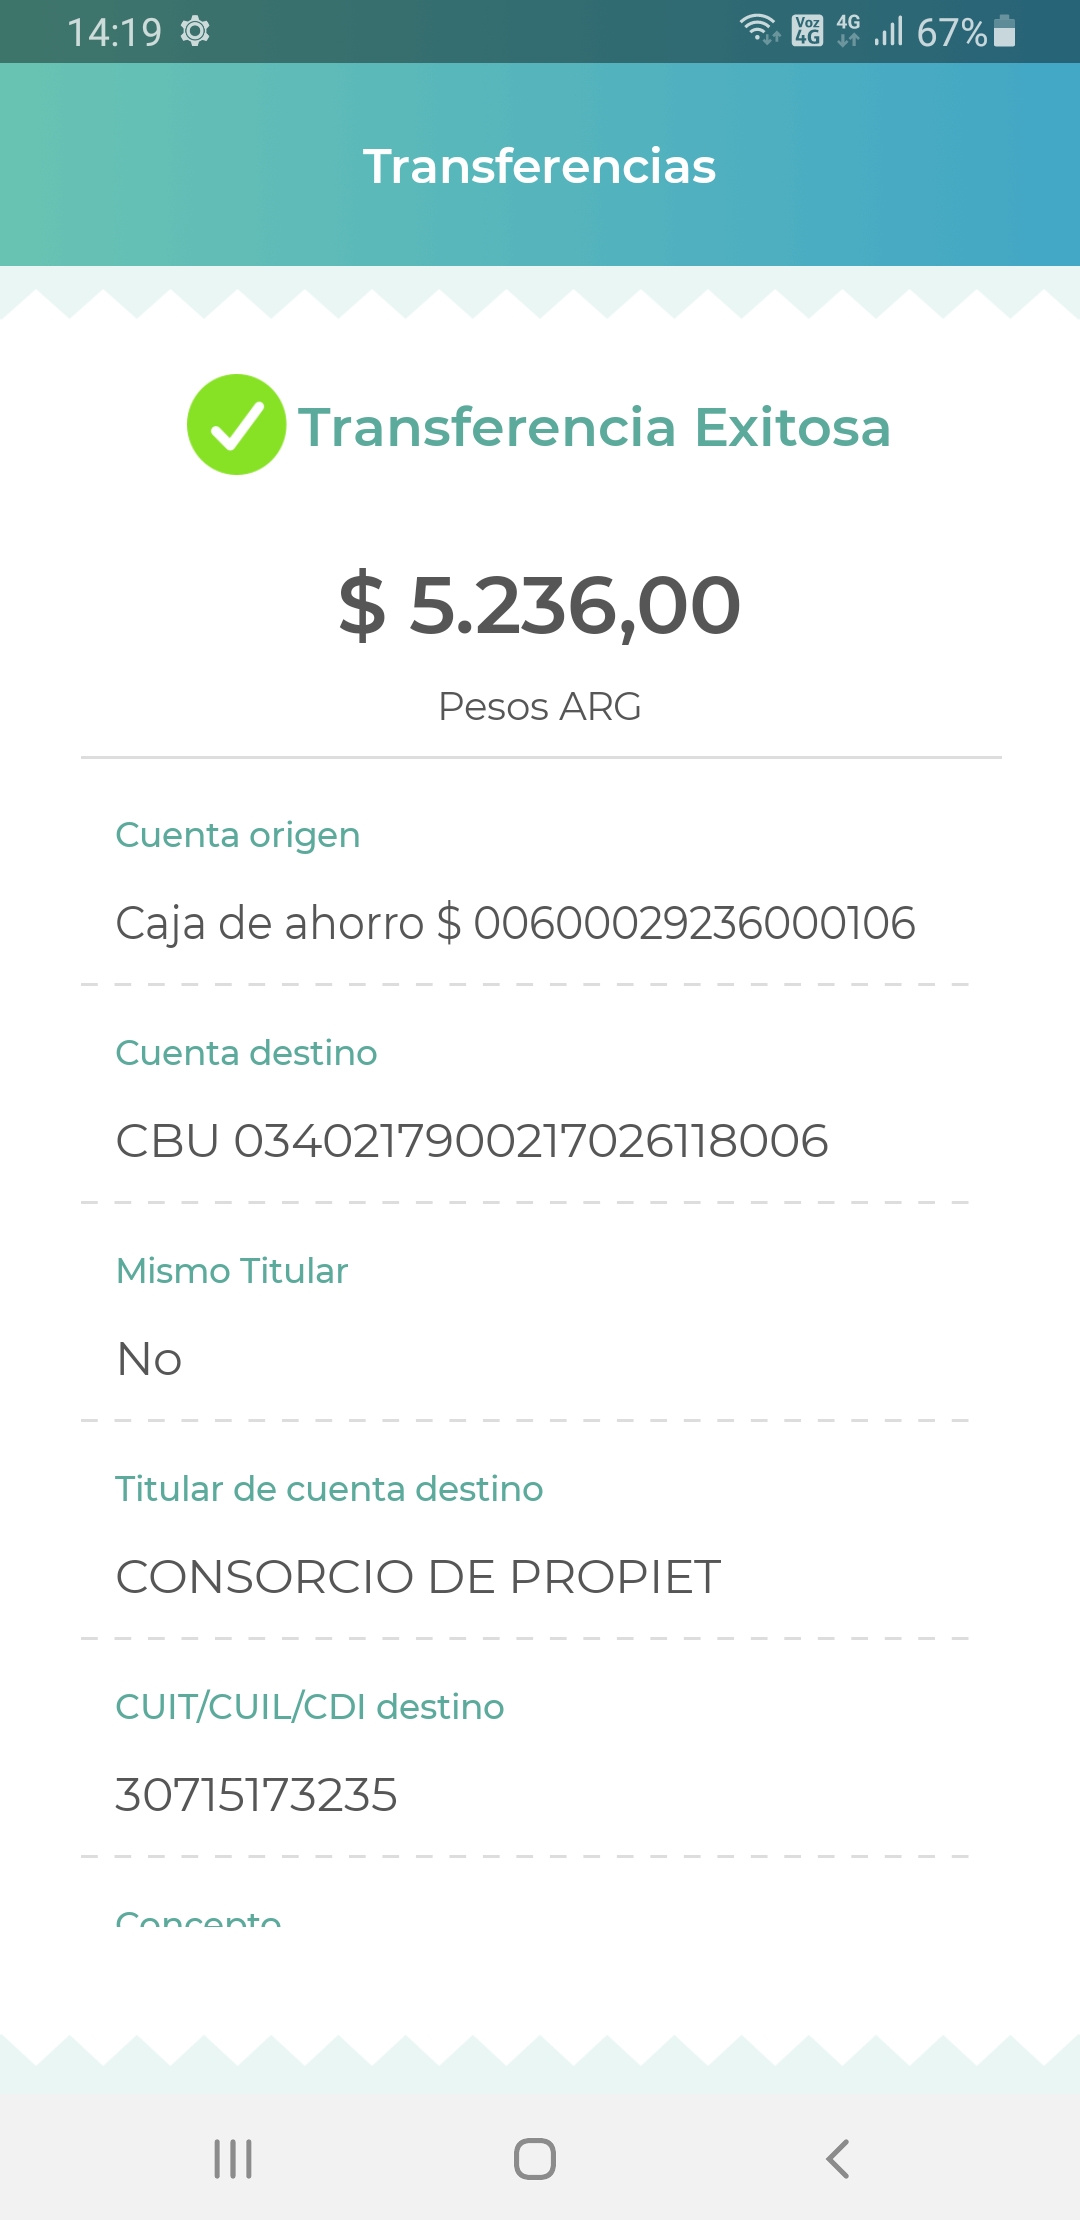 14:19
Voz 4G 4G 67%
Transferencias
Transferencia Exitosa
$ 5.236,00
Pesos ARG
Cuenta origen
Caja de ahorro $ 00600029236000106
Cuenta destino
CBU 0340217900217026118006
Mismo Titular
No
Titular de cuenta destino
CONSORCIO DE PROPIET
CUIT/CUIL/CDI destino
30715173235
Concepto